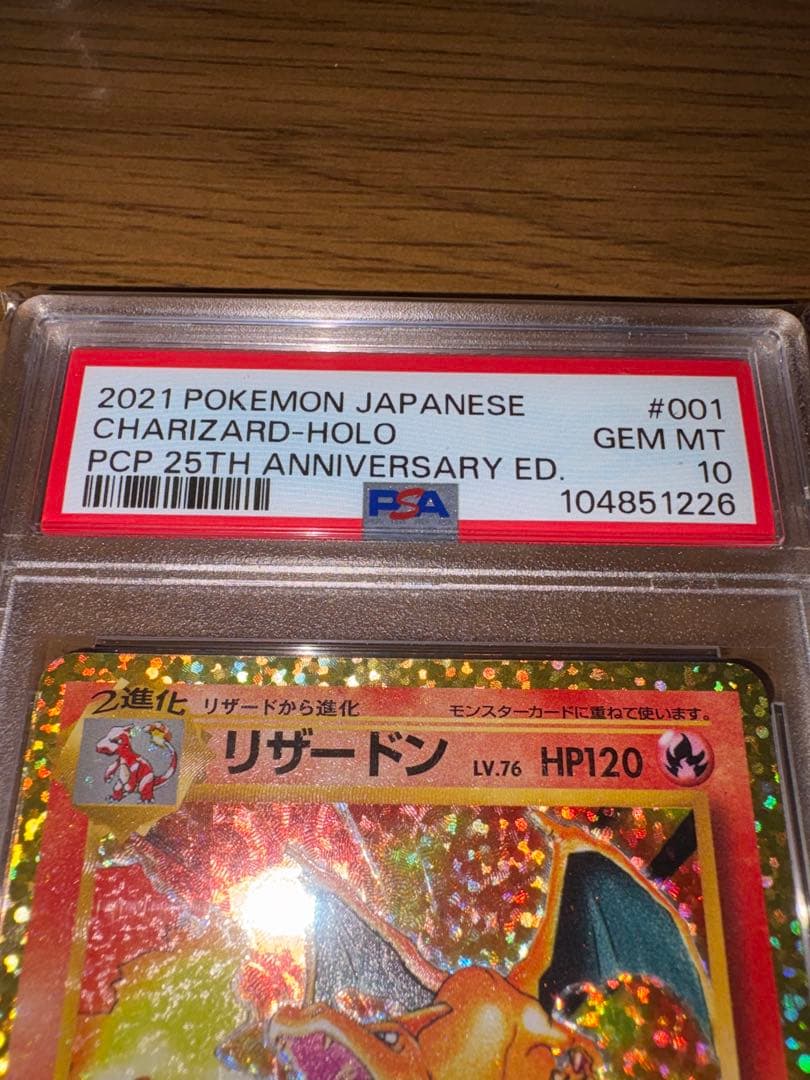 2021 POKEMON JAPANESE #001
CHARIZARD-HOLO GEM MT
PCP 25TH ANNIVERSARY ED. 10
PSA 104851226
2進化 リザードから進化 モンスターカードに重ねて使います。
リザードン LV.76 HP120